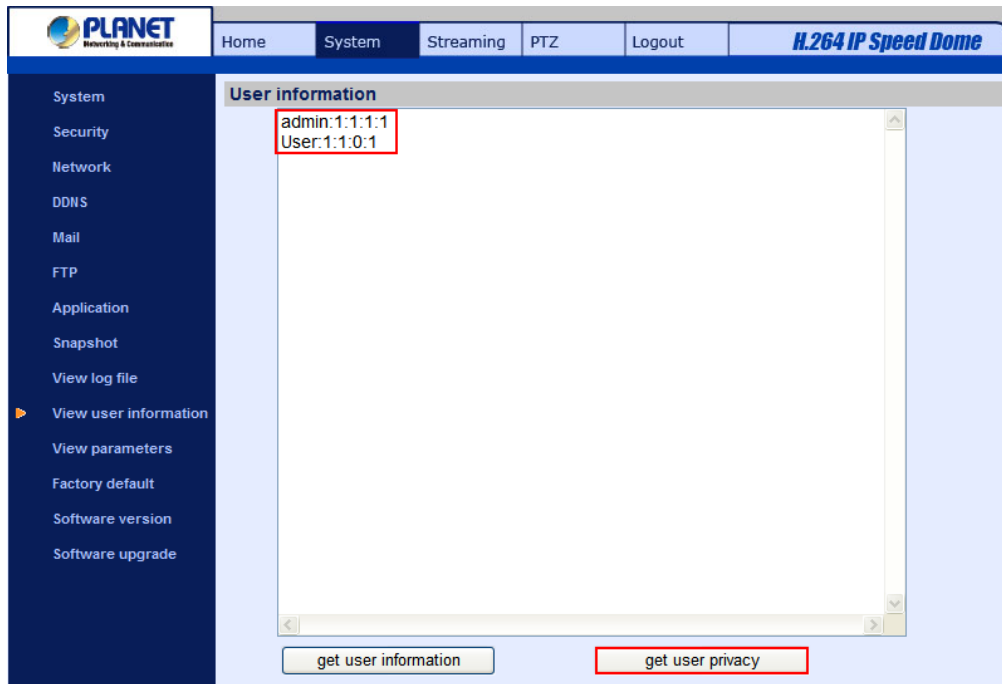 PLANET
Networking & Communication
Home System Streaming PTZ Logout H.264 IP Speed Dome
System
Security
Network
DDNS
Mail
FTP
Application
Snapshot
View log file
View user information
View parameters
Factory default
Software version
Software upgrade
User information
admin:1:1:1:1
User:1:1:0:1
get user information get user privacy